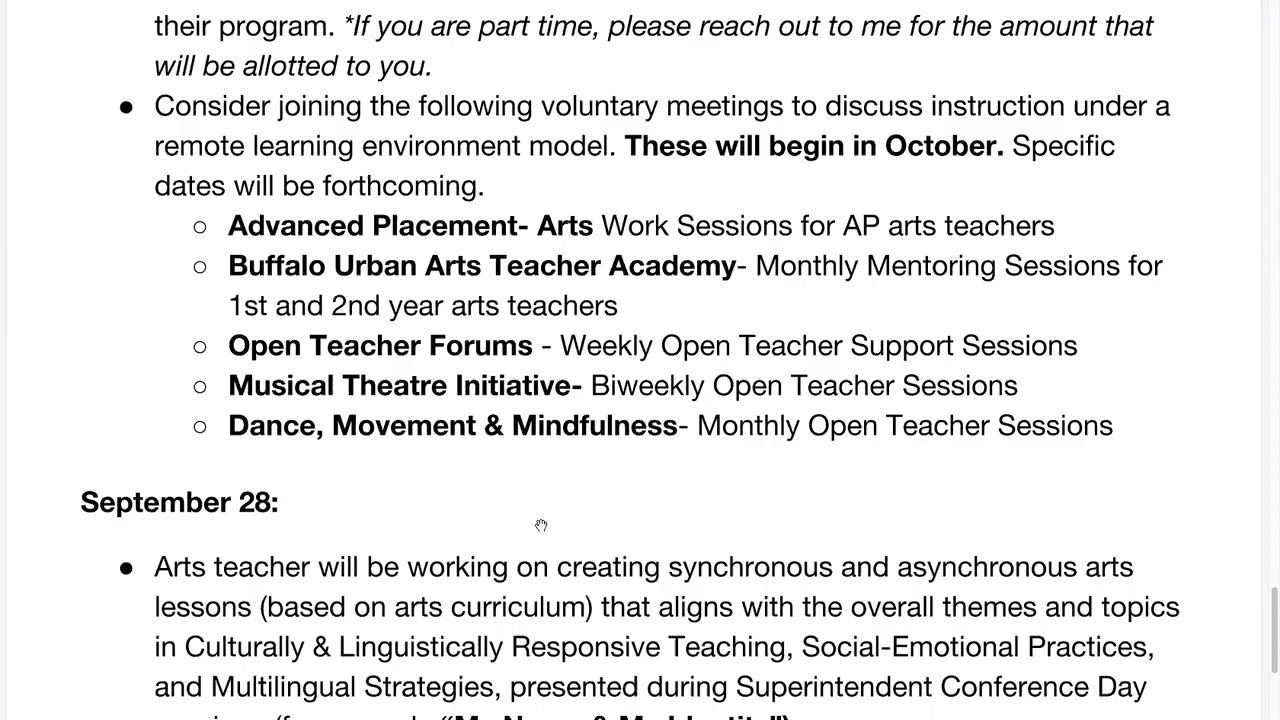 their program. *If you are part time, please reach out to me for the amount that
will be allotted to you.
● Consider joining the following voluntary meetings to discuss instruction under a
remote learning environment model. These will begin in October. Specific
dates will be forthcoming.
○ Advanced Placement- Arts Work Sessions for AP arts teachers
○ Buffalo Urban Arts Teacher Academy- Monthly Mentoring Sessions for
1st and 2nd year arts teachers
○ Open Teacher Forums - Weekly Open Teacher Support Sessions
○ Musical Theatre Initiative- Biweekly Open Teacher Sessions
○ Dance, Movement & Mindfulness- Monthly Open Teacher Sessions
September 28:
● Arts teacher will be working on creating synchronous and asynchronous arts
lessons (based on arts curriculum) that aligns with the overall themes and topics
in Culturally & Linguistically Responsive Teaching, Social-Emotional Practices,
and Multilingual Strategies, presented during Superintendent Conference Day